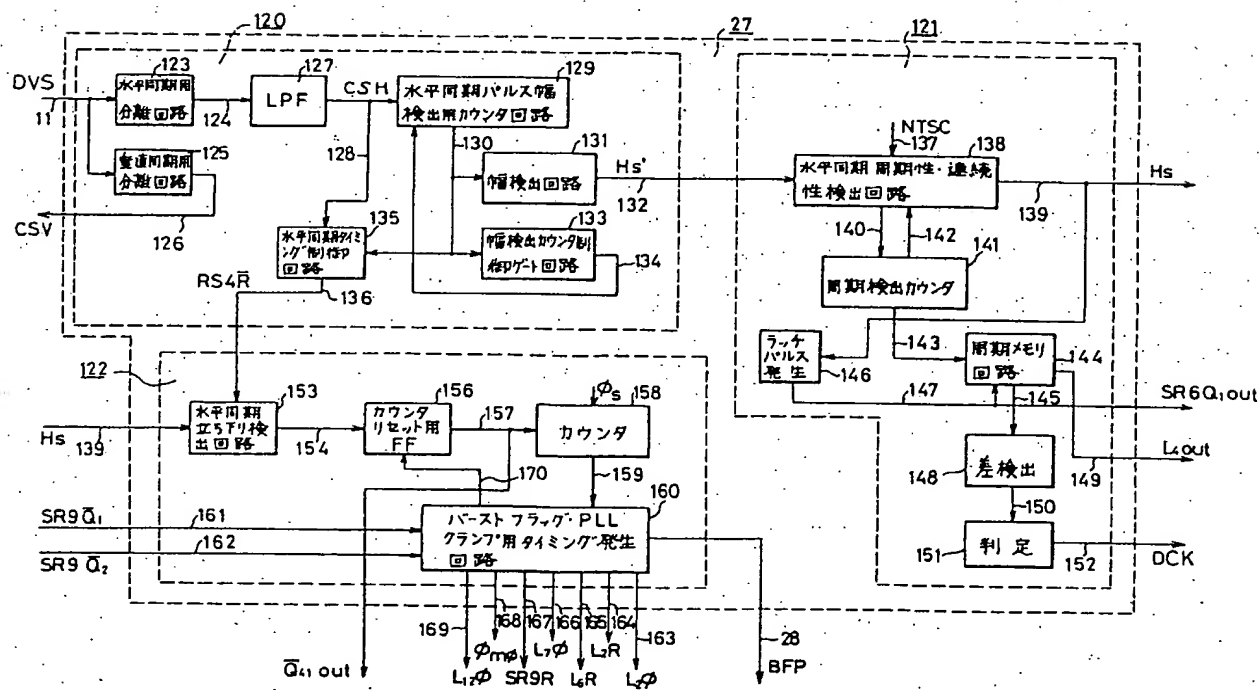 120
27
121
DVS
11
123
水平同期用
分離回路
124
127
LPF
CSH
128
129
水平同期パルス幅
検出用カウンタ回路
125
垂直同期用
分離回路
CSV
126
130
131
幅検出回路
Hs'
132
133
幅検出カウンタ制
御ゲート回路
134
135
水平同期タイミ
ング制御
回路
136
RS4R̅
NTSC
137
138
水平同期周期性・連続
性検出回路
139
Hs
140
142
141
周期検出カウンタ
143
ラッチ
パルス
発生
146
147
周期メモリ
回路
144
145
SR6Q₁out
L₄out
149
148
差検出
150
151
判定
152
DCK
122
Hs
139
153
水平同期
立ち下り検
出回路
154
156
カウンタ
リセット用
FF
157
170
ϕs
158
カウンタ
159
160
バーストフラッグ・PLL
クランプ用タイミング発生
回路
SR9Q̅₁
161
SR9Q̅₂
162
169
168
167
166
165
164
163
28
Q̅₄₁ out
L₁₂ϕ
ϕmϕ
SR9R
L₇ϕ
L₆R
L₂R
L₂ϕ
BFP